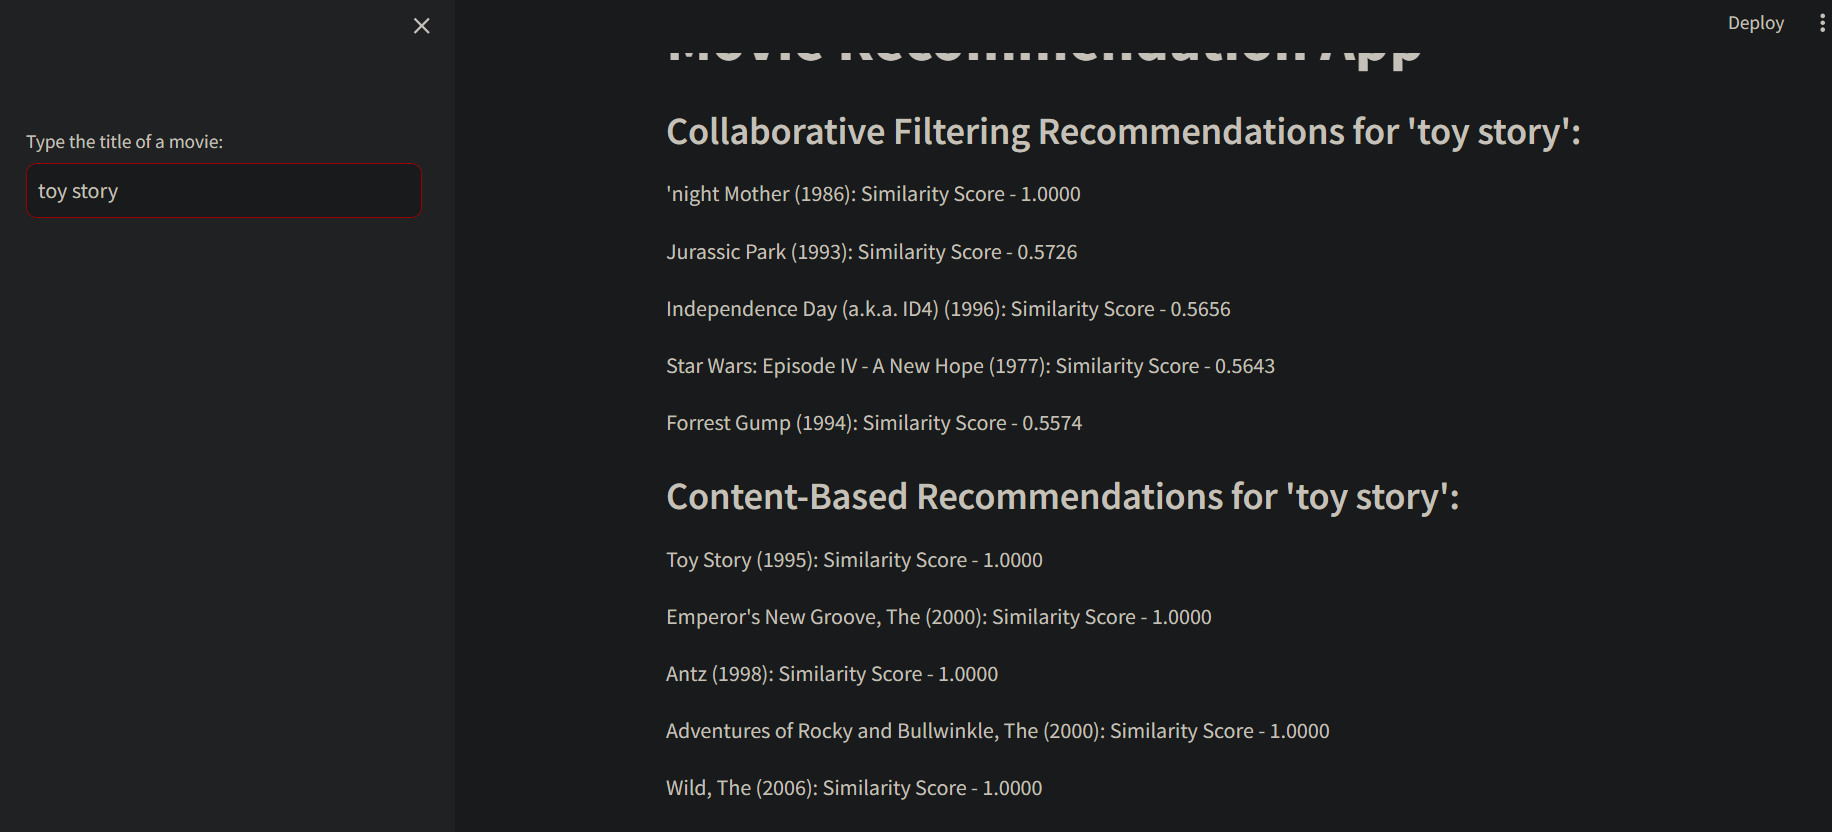 Deploy
Movie Recommendation App
Type the title of a movie:
toy story
Collaborative Filtering Recommendations for 'toy story':
'night Mother (1986): Similarity Score - 1.0000
Jurassic Park (1993): Similarity Score - 0.5726
Independence Day (a.k.a. ID4) (1996): Similarity Score - 0.5656
Star Wars: Episode IV - A New Hope (1977): Similarity Score - 0.5643
Forrest Gump (1994): Similarity Score - 0.5574
Content-Based Recommendations for 'toy story':
Toy Story (1995): Similarity Score - 1.0000
Emperor's New Groove, The (2000): Similarity Score - 1.0000
Antz (1998): Similarity Score - 1.0000
Adventures of Rocky and Bullwinkle, The (2000): Similarity Score - 1.0000
Wild, The (2006): Similarity Score - 1.0000